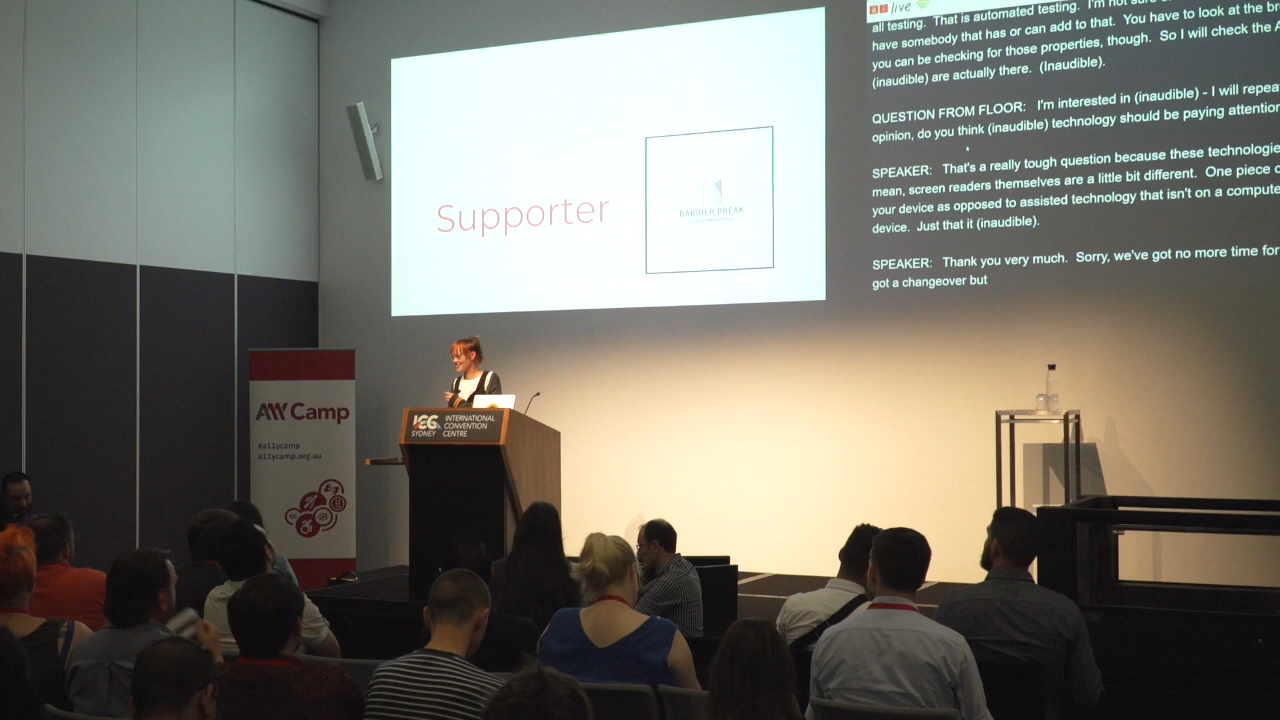 Supporter
BARRIER BREAK
live
all testing. That is automated testing. I'm not sure
have somebody that has or can add to that. You have to look at the
you can be checking for those properties, though. So I will check the
(inaudible) are actually there. (Inaudible).
QUESTION FROM FLOOR: I'm interested in (inaudible) - I will
opinion, do you think (inaudible) technology should be paying
SPEAKER: That's a really tough question because these
mean, screen readers themselves are a little bit different. One piece
your device as opposed to assisted technology that isn't on a
device. Just that it (inaudible).
SPEAKER: Thank you very much. Sorry, we've got no more time for
got a changeover but
A11Y Camp
#a11ycamp
a11ycamp.org.au
ICC
SYDNEY
INTERNATIONAL
CONVENTION
CENTRE